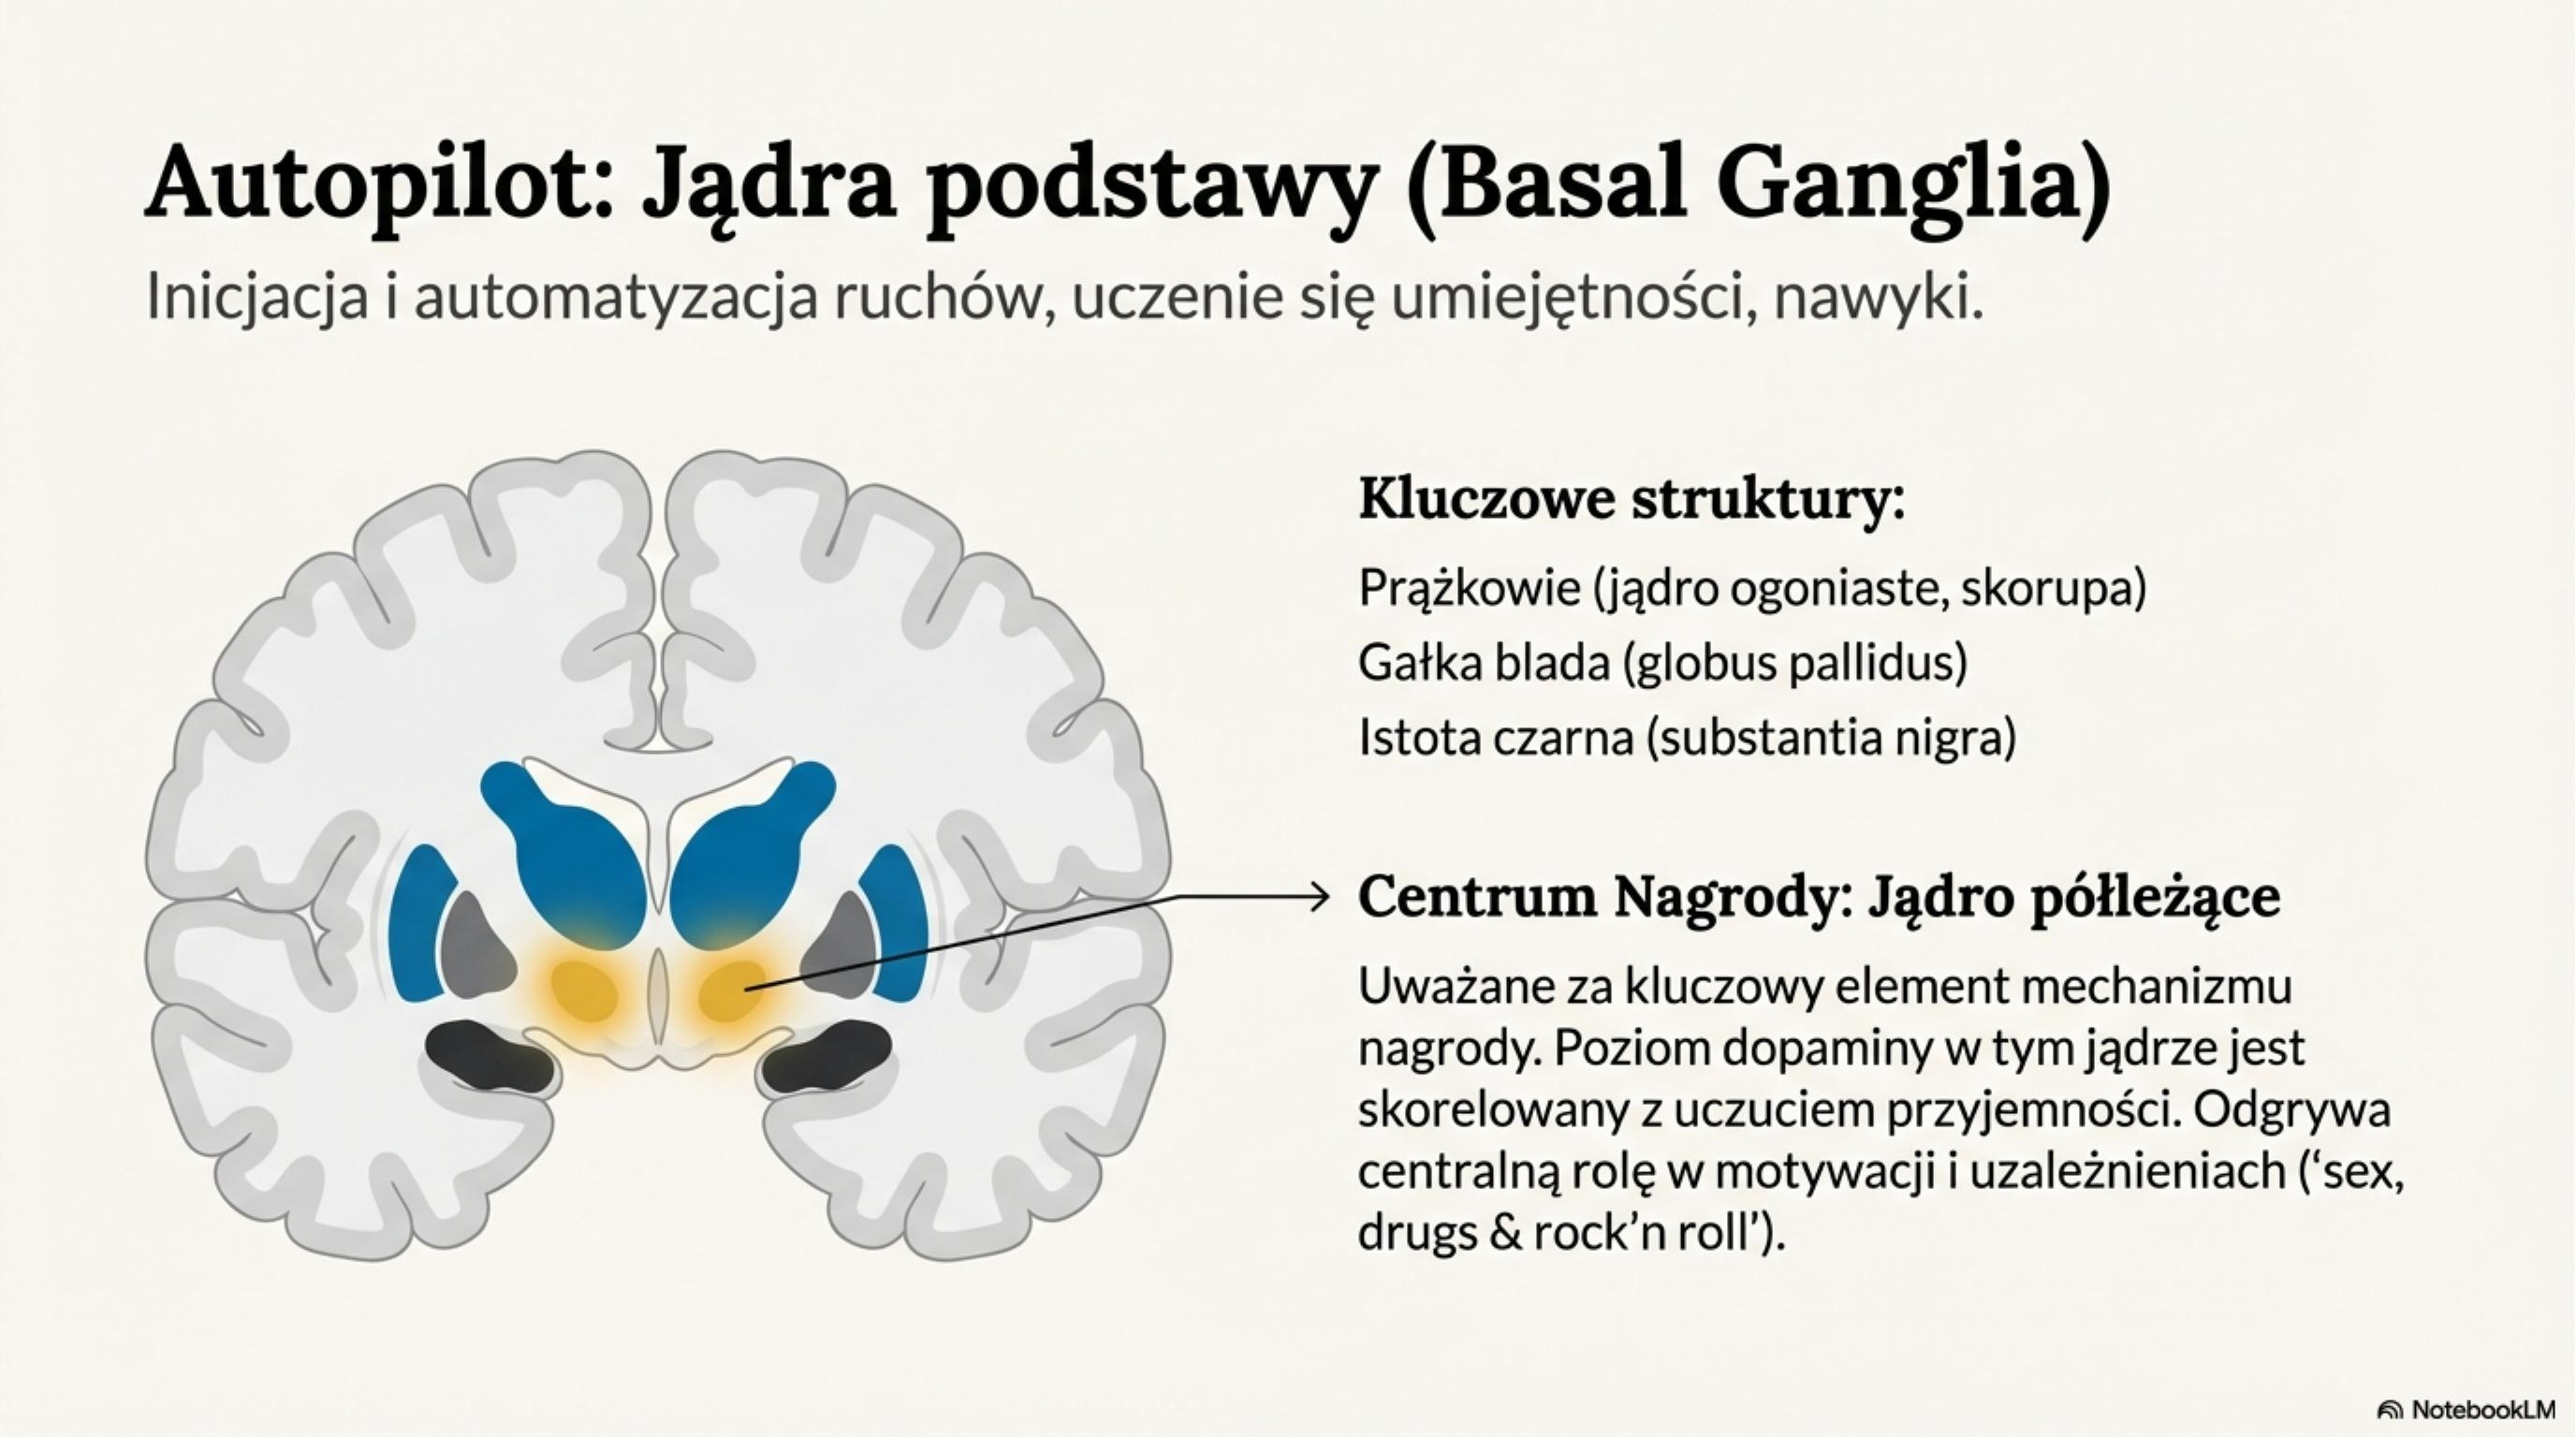 Autopilot: Jądra podstawy (Basal Ganglia)
Inicjacja i automatyzacja ruchów, uczenie się umiejętności, nawyki.
Kluczowe struktury:
Prążkowie (jądro ogoniaste, skorupa)
Gałka blada (globus pallidus)
Istota czarna (substantia nigra)
Centrum Nagrody: Jądro półleżące
Uważane za kluczowy element mechanizmu
nagrody. Poziom dopaminy w tym jądrze jest
skorelowany z uczuciem przyjemności. Odgrywa
centralną rolę w motywacji i uzależnieniach (‘sex,
drugs & rock’n roll’).
NotebookLM